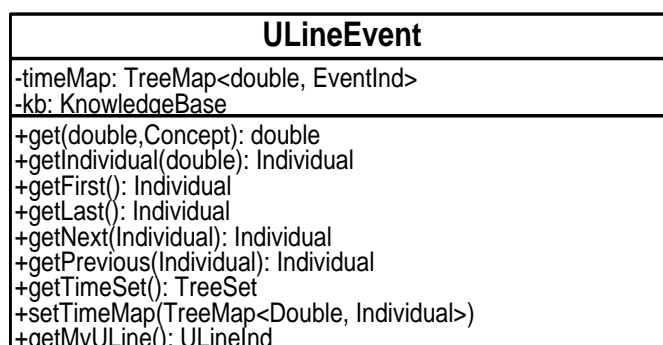 ULineEvent
-timeMap: TreeMap<double, EventInd>
-kb: KnowledgeBase
+get(double,Concept): double
+getIndividual(double): Individual
+getFirst(): Individual
+getLast(): Individual
+getNext(Individual): Individual
+getPrevious(Individual): Individual
+getTimeSet(): TreeSet
+setTimeMap(TreeMap<Double, Individual>)
+getMyULine(): ULineInd